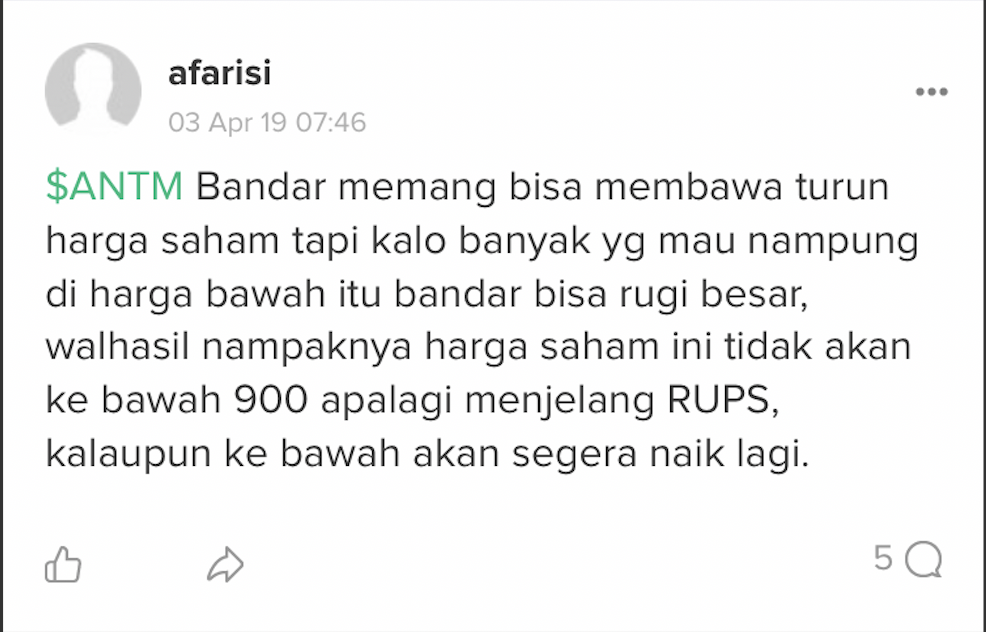 afarisi
03 Apr 19 07:46
$ANTM Bandar memang bisa membawa turun
harga saham tapi kalo banyak yg mau nampung
di harga bawah itu bandar bisa rugi besar,
walhasil nampaknya harga saham ini tidak akan
ke bawah 900 apalagi menjelang RUPS,
kalaupun ke bawah akan segera naik lagi.
5